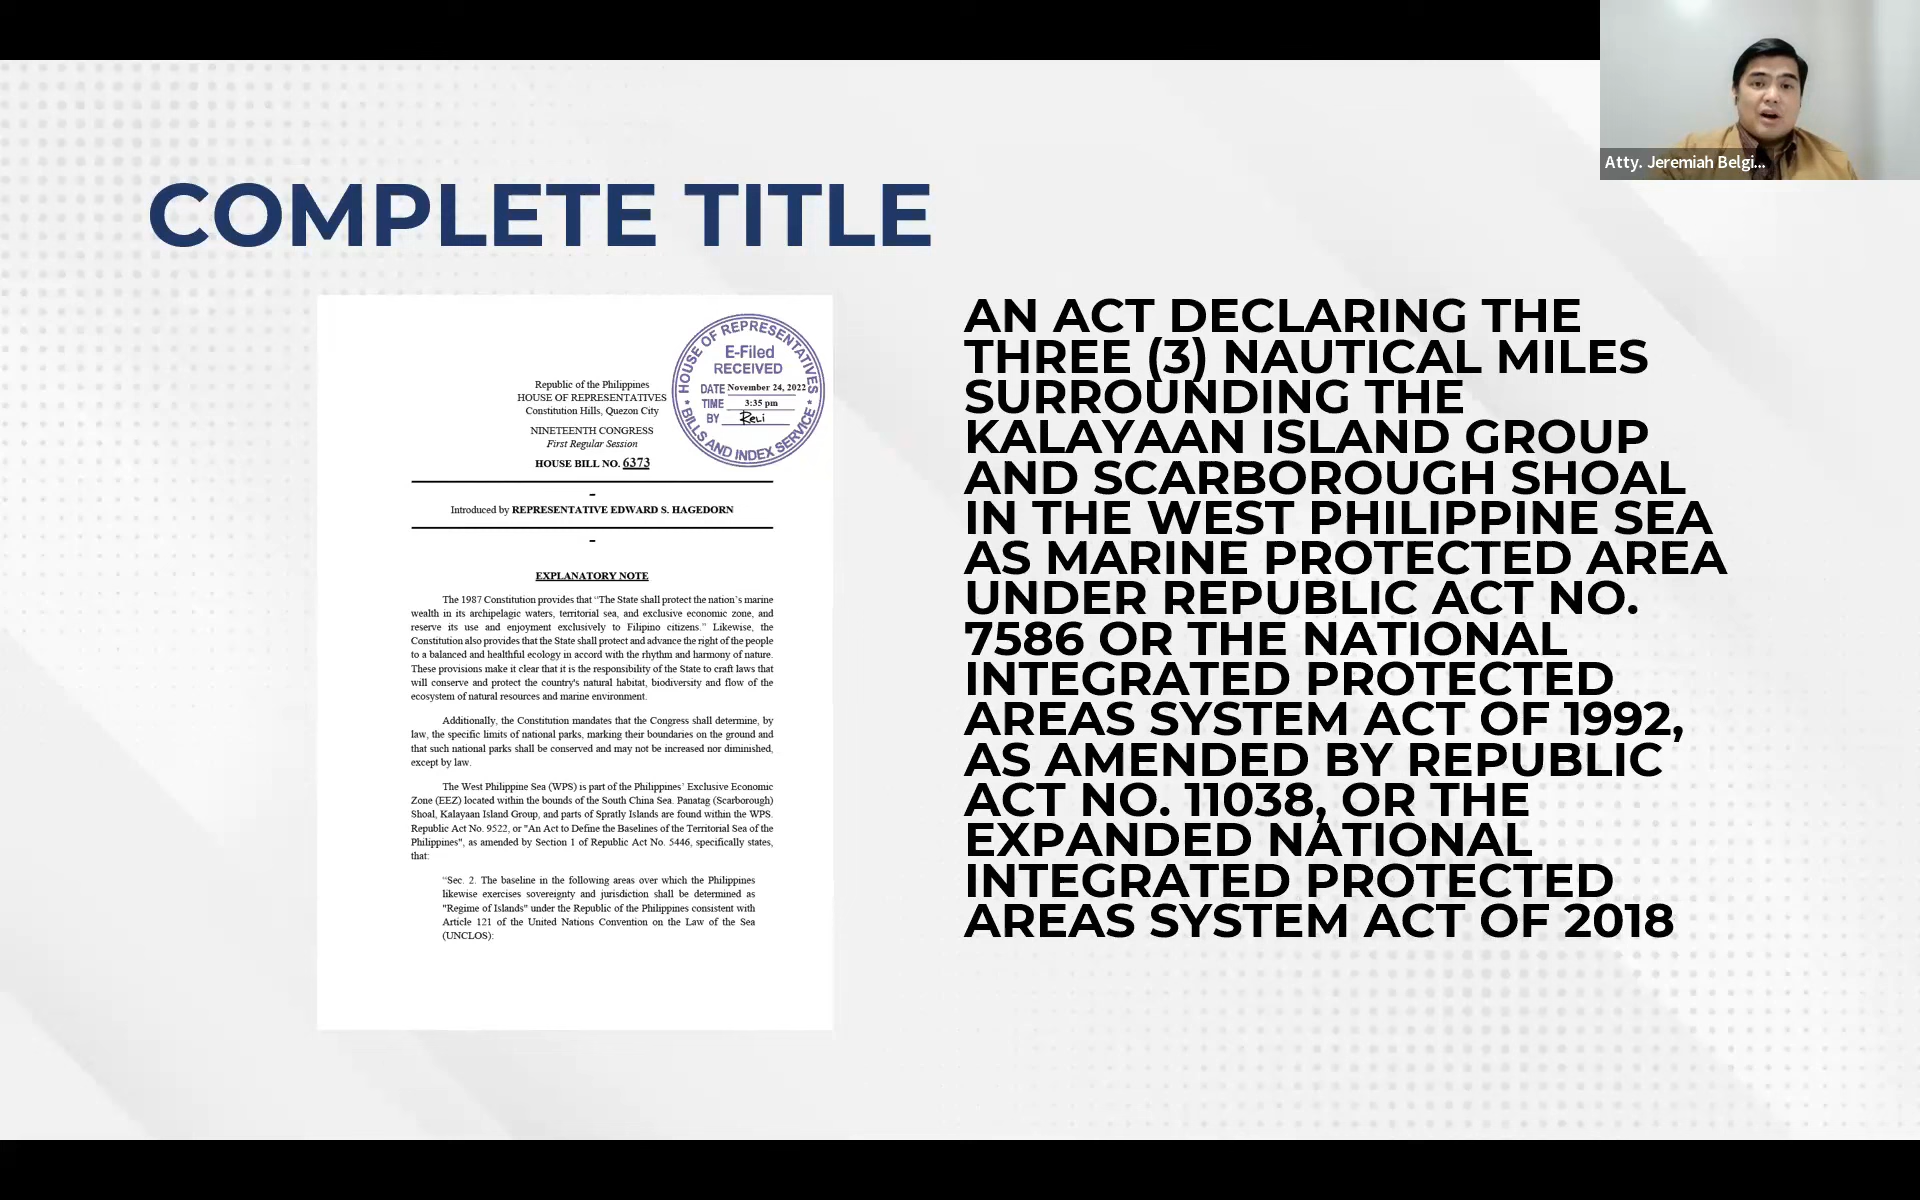 Atty. Jeremiah Belgi...
COMPLETE TITLE
HOUSE OF REPRESENTATIVES
E-Filed
RECEIVED
DATE November 24, 2022
TIME 3:35 pm
BY Reli
BILLS AND INDEX SERVICE
Republic of the Philippines
HOUSE OF REPRESENTATIVES
Constitution Hills, Quezon City
NINETEENTH CONGRESS
First Regular Session
HOUSE BILL NO. 6373
Introduced by REPRESENTATIVE EDWARD S. HAGEDORN
EXPLANATORY NOTE
The 1987 Constitution provides that “The State shall protect the nation’s marine
wealth in its archipelagic waters, territorial sea, and exclusive economic zone, and
reserve its use and enjoyment exclusively to Filipino citizens.” Likewise, the
Constitution also provides that the State shall protect and advance the right of the people
to a balanced and healthful ecology in accord with the rhythm and harmony of nature.
These provisions make it clear that it is the responsibility of the State to craft laws that
will conserve and protect the country's natural habitat, biodiversity and flow of the
ecosystem of natural resources and marine environment.
Additionally, the Constitution mandates that the Congress shall determine, by
law, the specific limits of national parks, marking their boundaries on the ground and
that such national parks shall be conserved and may not be increased nor diminished,
except by law.
The West Philippine Sea (WPS) is part of the Philippines’ Exclusive Economic
Zone (EEZ) located within the bounds of the South China Sea. Panatag (Scarborough)
Shoal, Kalayaan Island Group, and parts of Spratly Islands are found within the WPS.
Republic Act No. 9522, or "An Act to Define the Baselines of the Territorial Sea of the
Philippines", as amended by Section 1 of Republic Act No. 5446, specifically states,
that:
“Sec. 2. The baseline in the following areas over which the Philippines
likewise exercises sovereignty and jurisdiction shall be determined as
"Regime of Islands" under the Republic of the Philippines consistent with
Article 121 of the United Nations Convention on the Law of the Sea
(UNCLOS):
AN ACT DECLARING THE
THREE (3) NAUTICAL MILES
SURROUNDING THE
KALAYAAN ISLAND GROUP
AND SCARBOROUGH SHOAL
IN THE WEST PHILIPPINE SEA
AS MARINE PROTECTED AREA
UNDER REPUBLIC ACT NO.
7586 OR THE NATIONAL
INTEGRATED PROTECTED
AREAS SYSTEM ACT OF 1992,
AS AMENDED BY REPUBLIC
ACT NO. 11038, OR THE
EXPANDED NATIONAL
INTEGRATED PROTECTED
AREAS SYSTEM ACT OF 2018